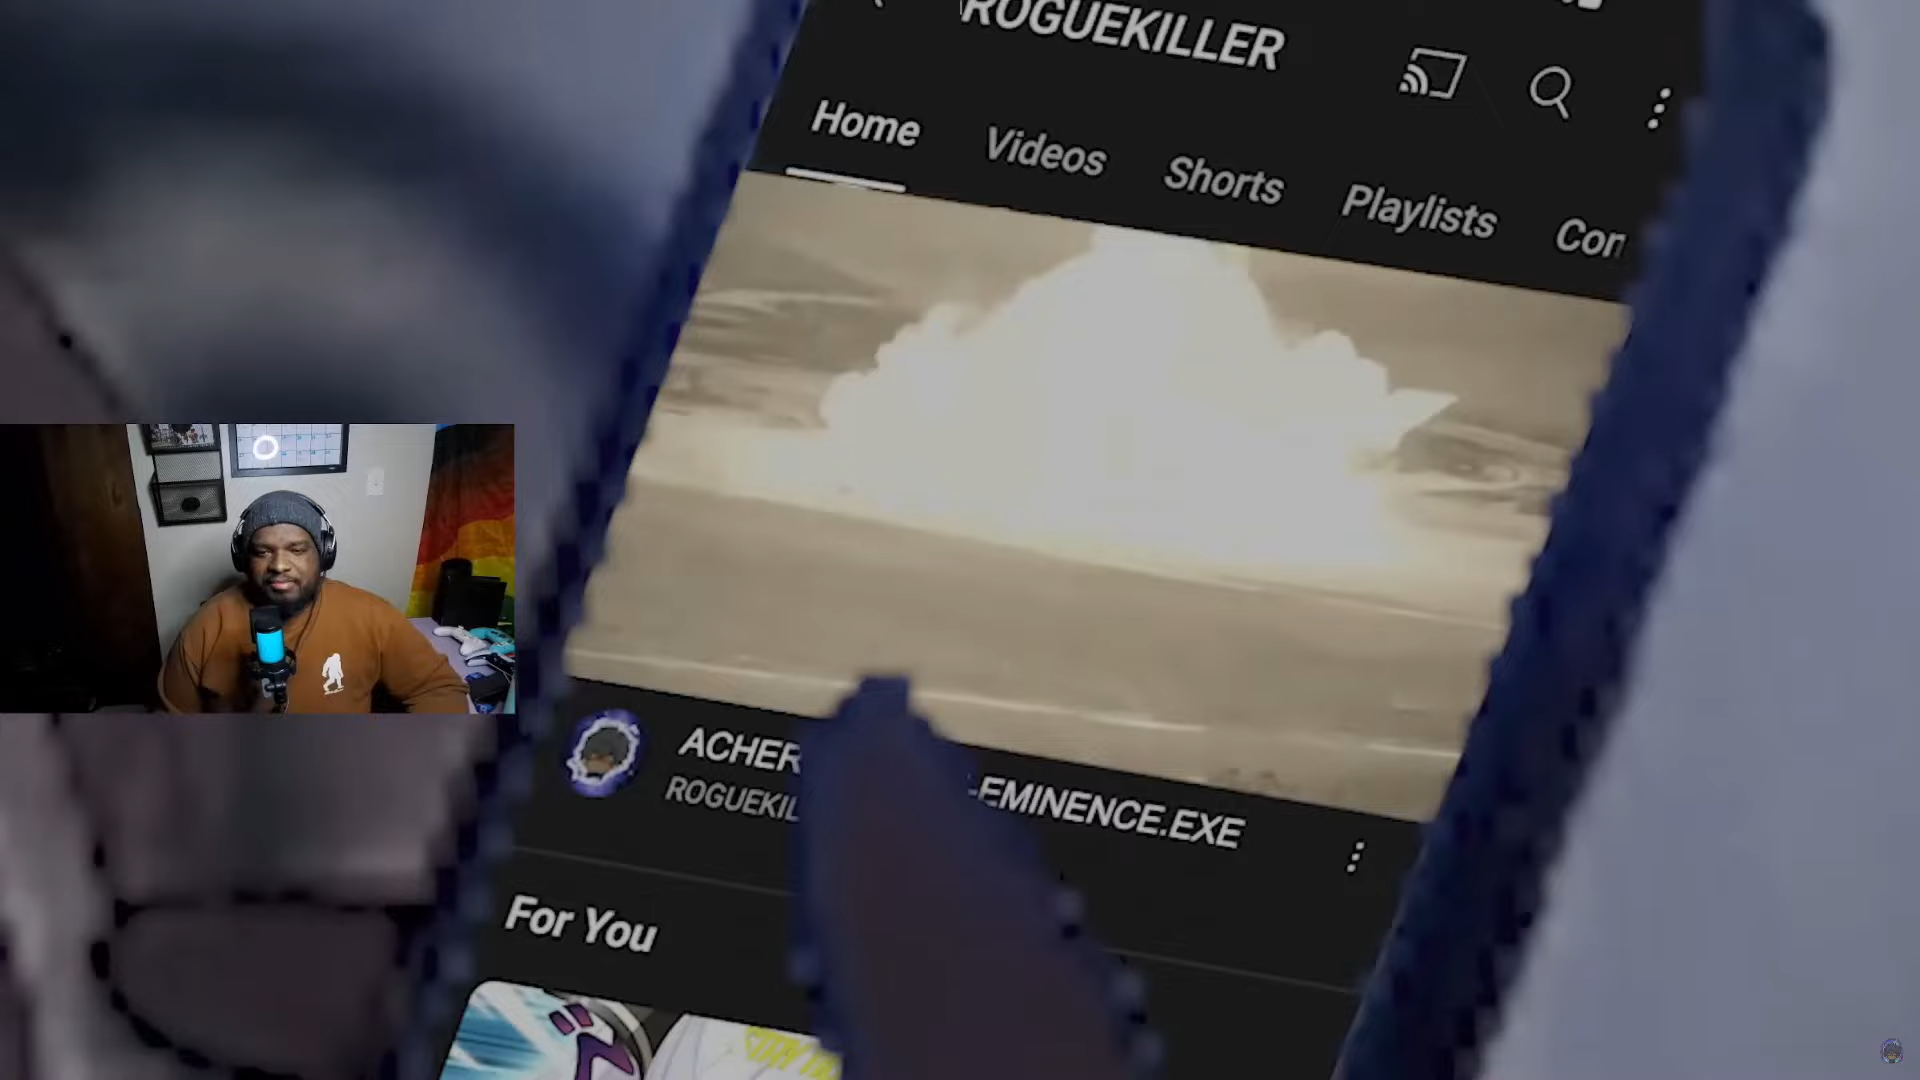 ROGUEKILLER
Home Videos Shorts Playlists Con
ACHER -EMINENCE.EXE
ROGUEKIL
For You